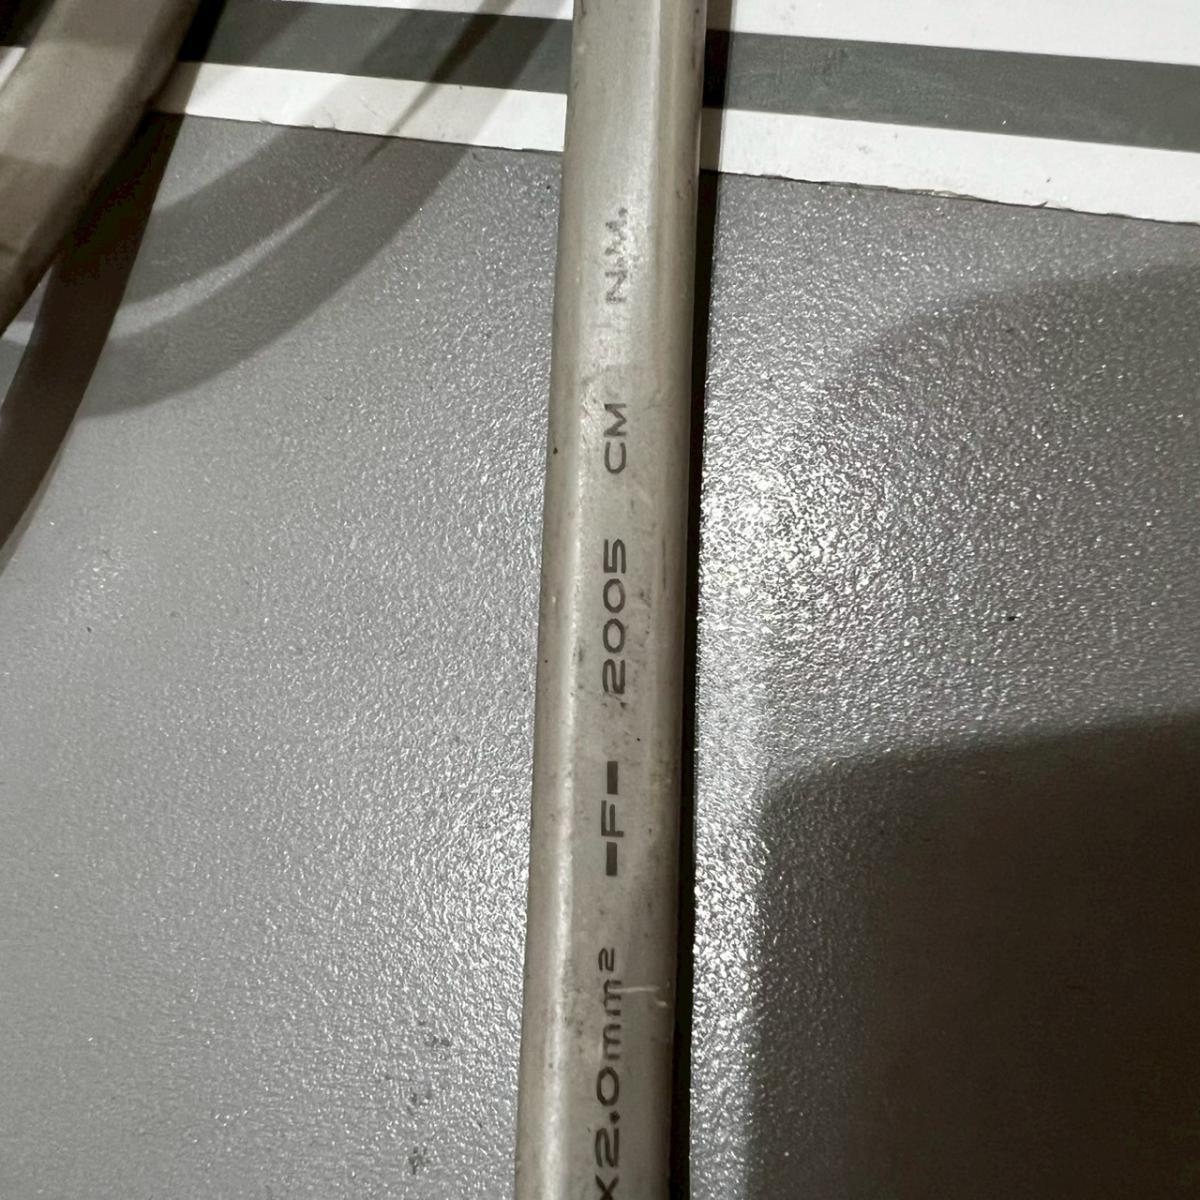 X2.0mm² -F- 2005 CM N.M.